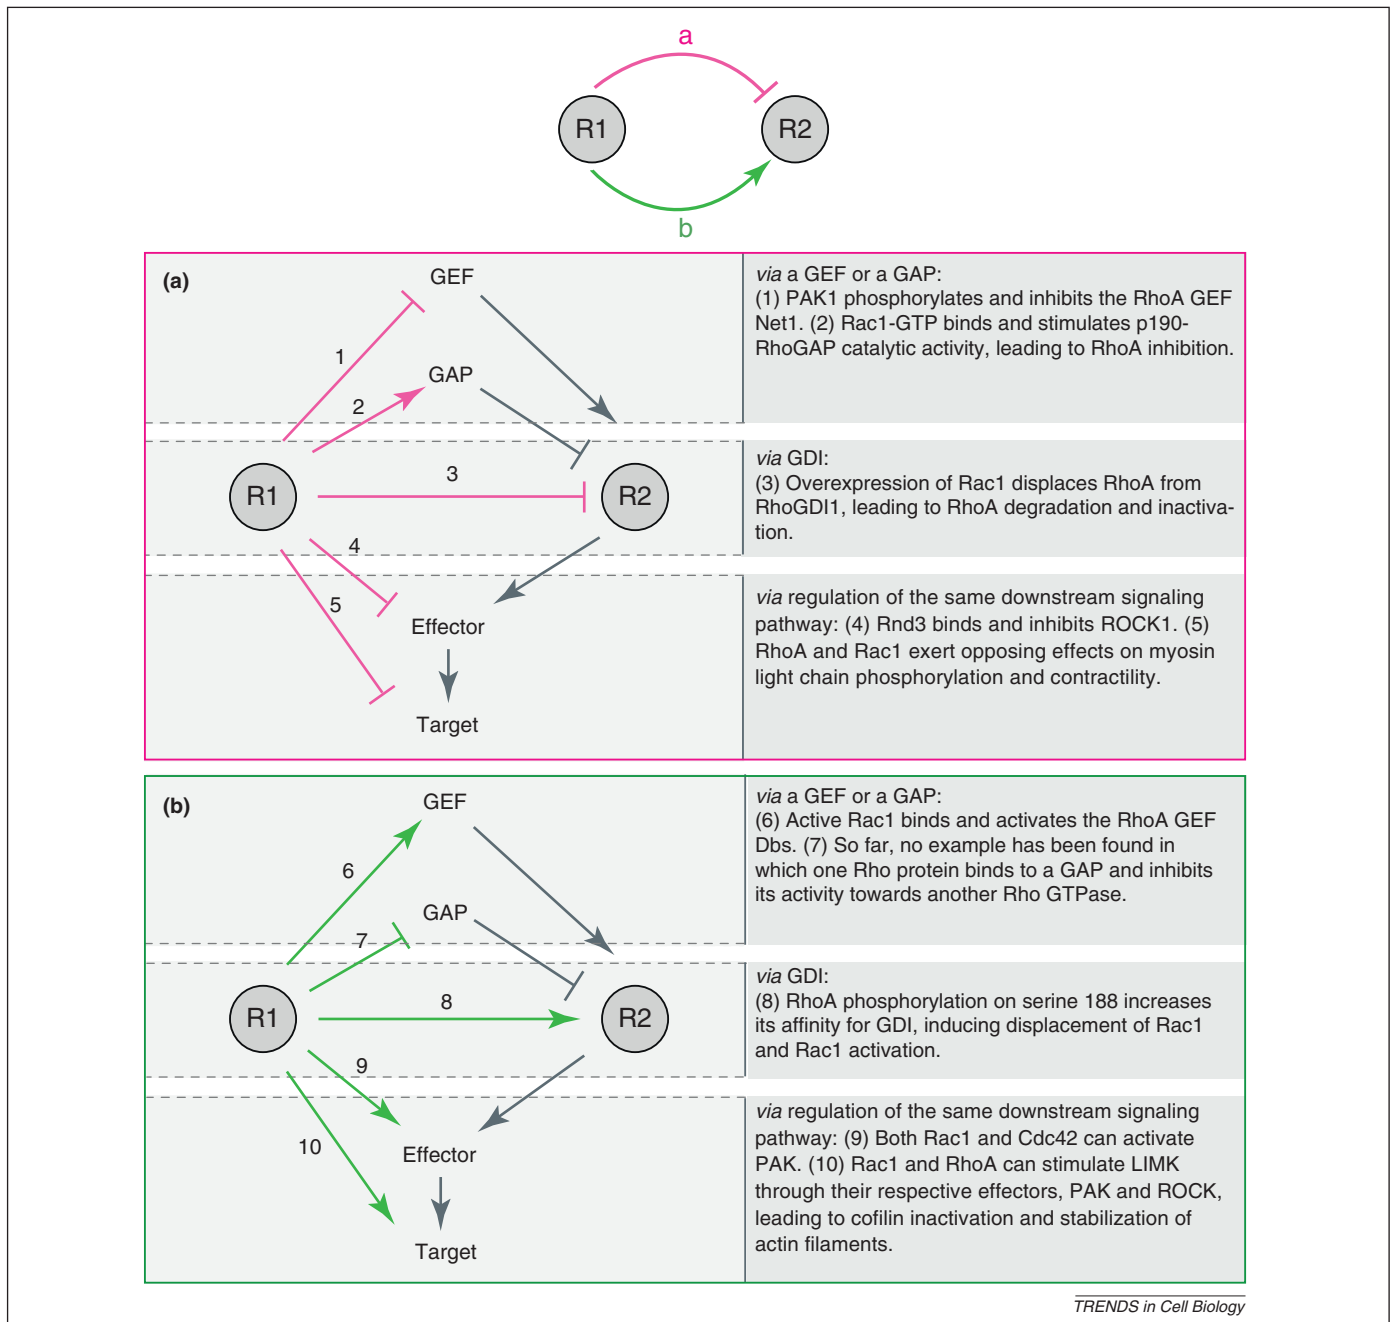 a
R1
R2
b
(a)
GEF
1
GAP
2
R1
3
R2
4
5
Effector
Target
via a GEF or a GAP:
(1) PAK1 phosphorylates and inhibits the RhoA GEF
Net1. (2) Rac1-GTP binds and stimulates p190-
RhoGAP catalytic activity, leading to RhoA inhibition.
via GDI:
(3) Overexpression of Rac1 displaces RhoA from
RhoGDI1, leading to RhoA degradation and inactiva-
tion.
via regulation of the same downstream signaling
pathway: (4) Rnd3 binds and inhibits ROCK1. (5)
RhoA and Rac1 exert opposing effects on myosin
light chain phosphorylation and contractility.
(b)
GEF
6
GAP
7
R1
8
R2
9
10
Effector
Target
via a GEF or a GAP:
(6) Active Rac1 binds and activates the RhoA GEF
Dbs. (7) So far, no example has been found in
which one Rho protein binds to a GAP and inhibits
its activity towards another Rho GTPase.
via GDI:
(8) RhoA phosphorylation on serine 188 increases
its affinity for GDI, inducing displacement of Rac1
and Rac1 activation.
via regulation of the same downstream signaling
pathway: (9) Both Rac1 and Cdc42 can activate
PAK. (10) Rac1 and RhoA can stimulate LIMK
through their respective effectors, PAK and ROCK,
leading to cofilin inactivation and stabilization of
actin filaments.
TRENDS in Cell Biology